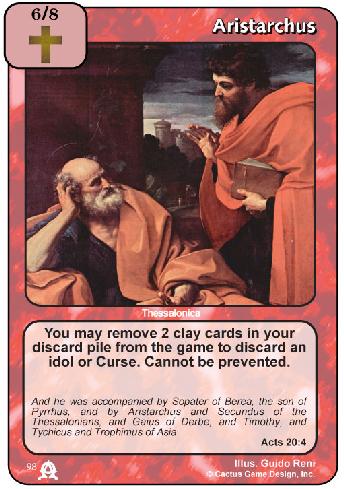 6/8
Aristarchus
Thessalonica
You may remove 2 clay cards in your
discard pile from the game to discard an
idol or Curse. Cannot be prevented.
And he was accompanied by Sopater of Berea, the son of
Pyrrhus, and by Aristarchus and Secundus of the
Thessalonians, and Gaius of Derbe, and Timothy, and
Tychicus and Trophimus of Asia
Acts 20:4
98
Illus. Guido Reni
© Cactus Game Design, Inc.